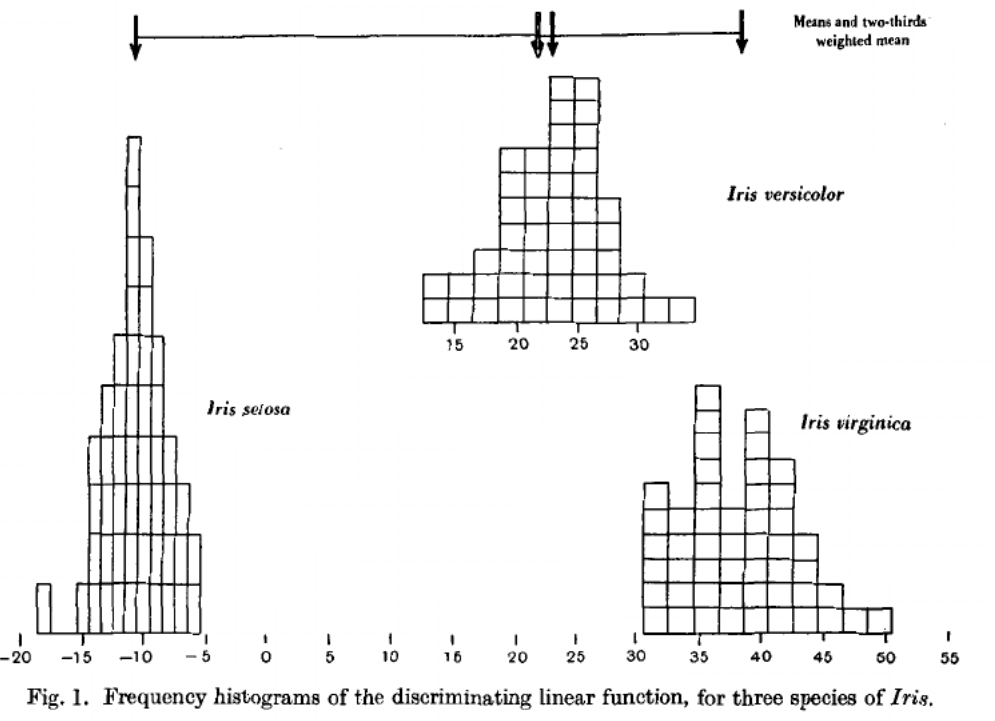 Means and two-thirds
weighted mean
Iris versicolor
15 20 25 30
Iris setosa
Iris virginica
-20 -15 -10 -5 0 5 10 15 20 25 30 35 40 45 50 55
Fig. 1. Frequency histograms of the discriminating linear function, for three species of Iris.